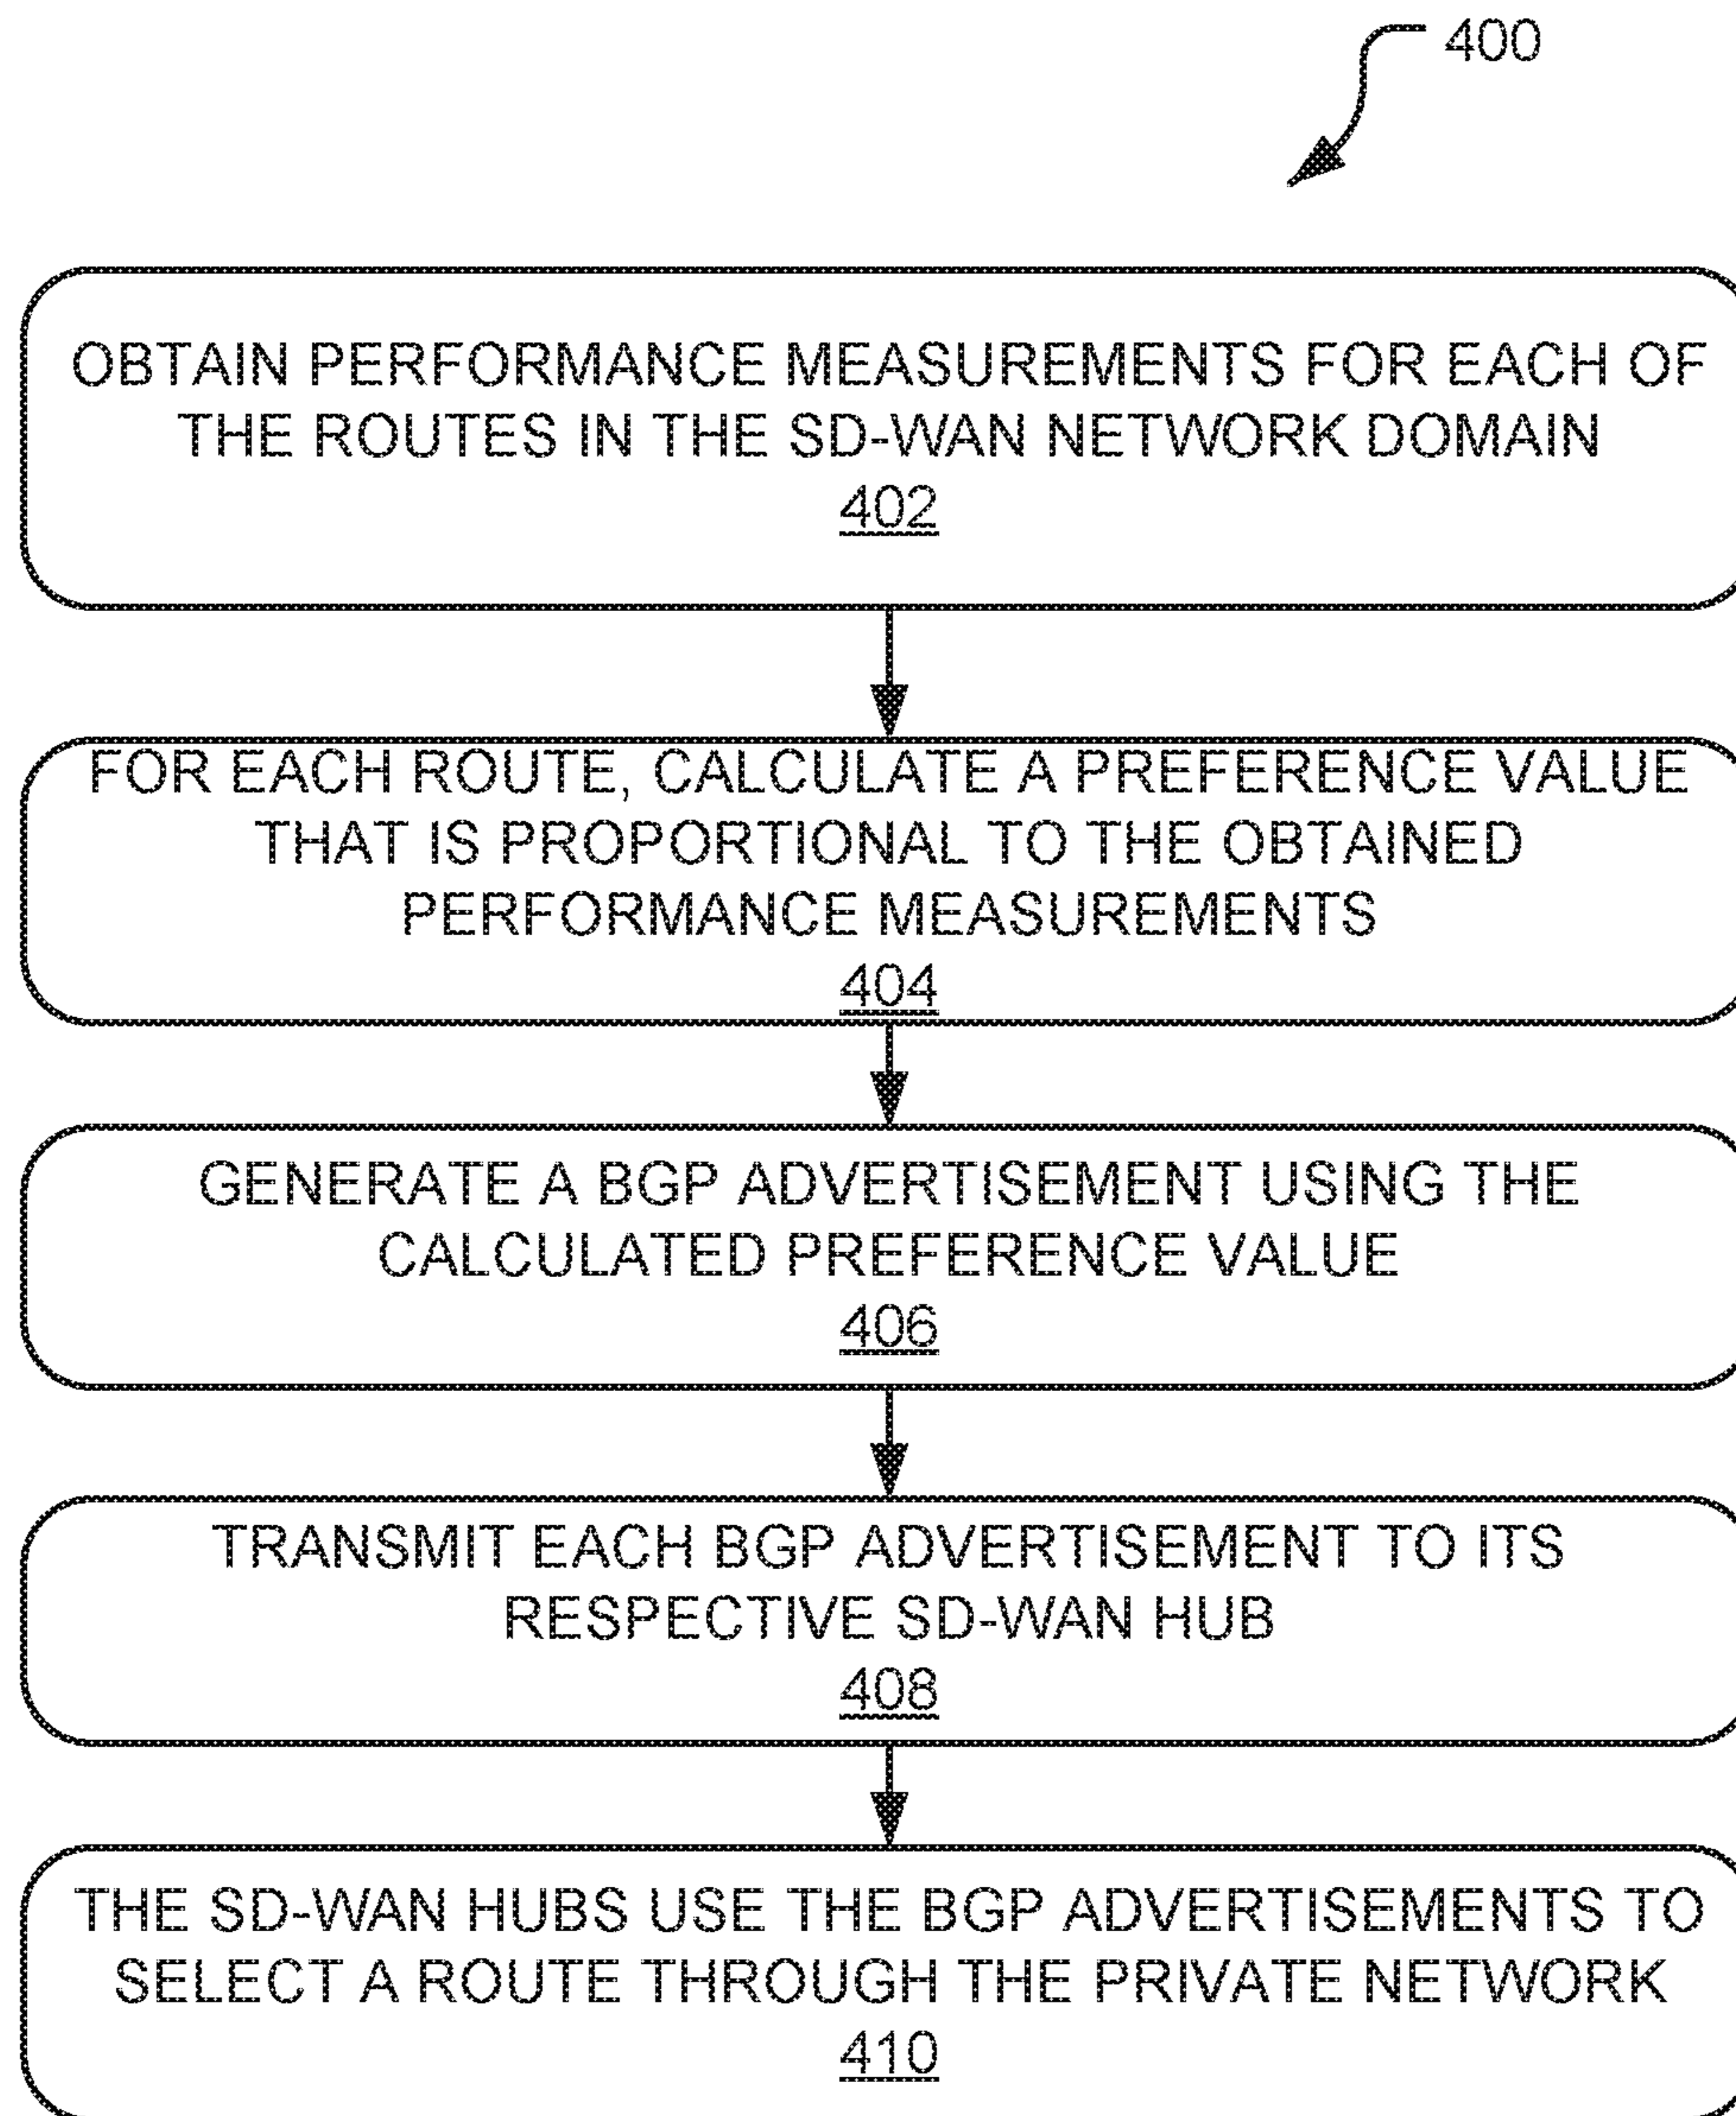 400
OBTAIN PERFORMANCE MEASUREMENTS FOR EACH OF
THE ROUTES IN THE SD-WAN NETWORK DOMAIN
402
FOR EACH ROUTE, CALCULATE A PREFERENCE VALUE
THAT IS PROPORTIONAL TO THE OBTAINED
PERFORMANCE MEASUREMENTS
404
GENERATE A BGP ADVERTISEMENT USING THE
CALCULATED PREFERENCE VALUE
406
TRANSMIT EACH BGP ADVERTISEMENT TO ITS
RESPECTIVE SD-WAN HUB
408
THE SD-WAN HUBS USE THE BGP ADVERTISEMENTS TO
SELECT A ROUTE THROUGH THE PRIVATE NETWORK
410